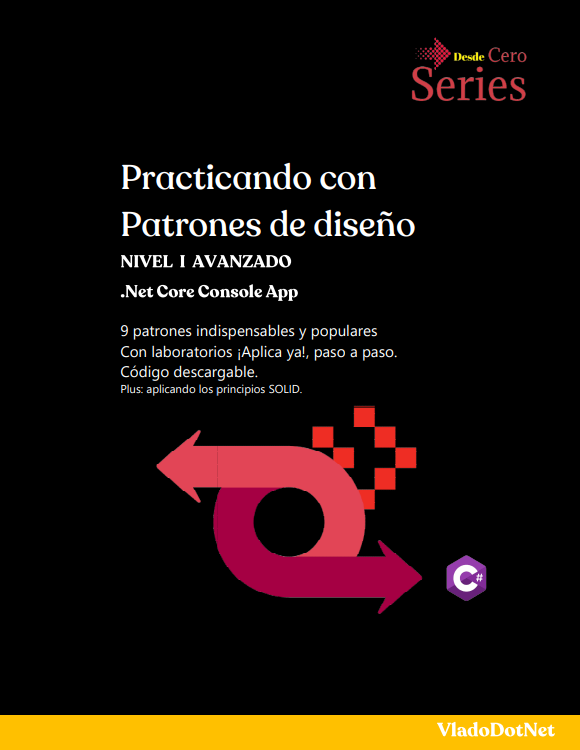 Desde Cero
Series
Practicando con
Patrones de diseño
NIVEL I AVANZADO
.Net Core Console App
9 patrones indispensables y populares
Con laboratorios ¡Aplica ya!, paso a paso.
Código descargable.
Plus: aplicando los principios SOLID.
C#
VladoDotNet